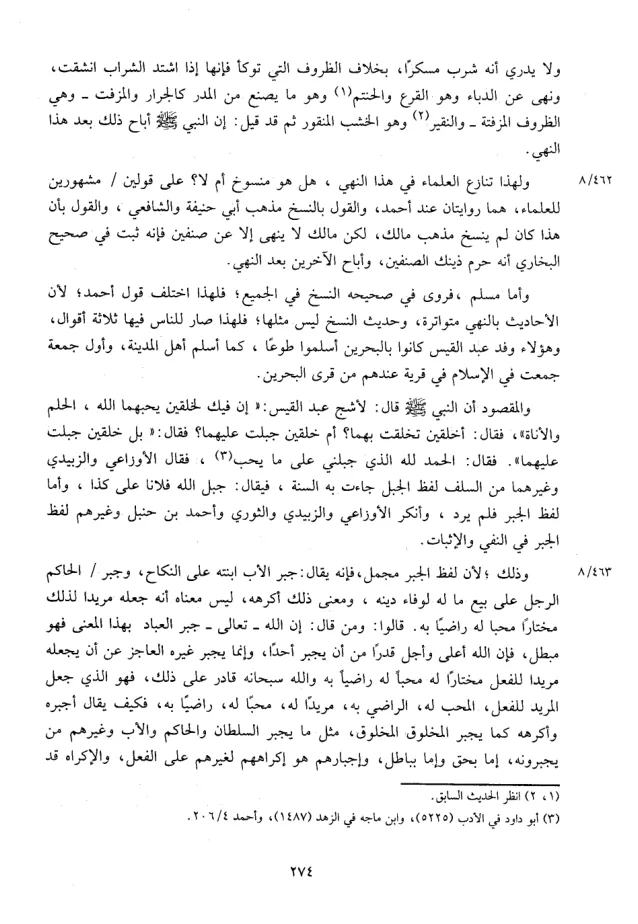 ولا يدري أنه شرب مسكرًا، بخلاف الظروف التي توكأ فإنها إذا اشتد الشراب انشقت،
ونهى عن الدباء وهو القرع والحنتم(١) وهو ما يصنع من المدر كالجرار والمزفت ـ وهي
الظروف المزفتة ـ والنقير(٢) وهو الخشب المنقور ثم قد قيل: إن النبي ﷺ أباح ذلك بعد هذا
النهي.
٨/٤٦٢ ولهذا تنازع العلماء في هذا النهي ، هل هو منسوخ أم لا؟ على قولين / مشهورين
للعلماء، هما روايتان عند أحمد، والقول بالنسخ مذهب أبي حنيفة والشافعي ، والقول بأن
هذا كان لم ينسخ مذهب مالك، لكن مالك لا ينهى إلا عن صنفين فإنه ثبت في صحيح
البخاري أنه حرم ذينك الصنفين، وأباح الآخرين بعد النهي.
وأما مسلم ،فروى في صحيحه النسخ في الجميع؛ فلهذا اختلف قول أحمد؛ لأن
الأحاديث بالنهي متواترة، وحديث النسخ ليس مثلها؛ فلهذا صار للناس فيها ثلاثة أقوال،
وهؤلاء وفد عبد القيس كانوا بالبحرين أسلموا طوعًا ، كما أسلم أهل المدينة، وأول جمعة
جمعت في الإسلام في قرية عندهم من قرى البحرين.
والمقصود أن النبي ﷺ قال: لأشج عبد القيس:« إن فيك لخلقين يحبهما الله ، الحلم
والأناة»، فقال: أخلقين تخلقت بهما؟ أم خلقين جبلت عليهما؟ فقال:« بل خلقين جبلت
عليهما». فقال: الحمد لله الذي جبلني على ما يحب(٣) ، فقال الأوزاعي والزبيدي
وغيرهما من السلف لفظ الجبل جاءت به السنة ، فيقال: جبل الله فلانا على كذا ، وأما
لفظ الجبر فلم يرد ، وأنكر الأوزاعي والزبيدي والثوري وأحمد بن حنبل وغيرهم لفظ
الجبر في النفي والإثبات.
٨/٤٦٣ وذلك ؛لأن لفظ الجبر مجمل،فإنه يقال:جبر الأب ابنته على النكاح، وجبر / الحاكم
الرجل على بيع ما له لوفاء دينه ، ومعنى ذلك أكرهه، ليس معناه أنه جعله مريدا لذلك
مختارًا محبا له راضيًا به. قالوا: ومن قال: إن الله ـ تعالى ـ جبر العباد بهذا المعنى فهو
مبطل، فإن الله أعلى وأجل قدرًا من أن يجبر أحدًا، وإنما يجبر غيره العاجز عن أن يجعله
مريدا للفعل مختارًا له محباً له راضياً به والله سبحانه قادر على ذلك، فهو الذي جعل
المريد للفعل، المحب له، الراضي به، مريدًا له، محبًا له، راضيًا به، فكيف يقال أجبره
وأكرهه كما يجبر المخلوق المخلوق، مثل ما يجبر السلطان والحاكم والأب وغيرهم من
يجبرونه، إما بحق وإما بباطل، وإجبارهم هو إكراههم لغيرهم على الفعل، والإكراه قد
(١، ٢) انظر الحديث السابق.
(٣) أبو داود في الأدب (٥٢٢٥)، وابن ماجه في الزهد (١٤٨٧)، وأحمد ٢٠٦/٤.
٢٧٤